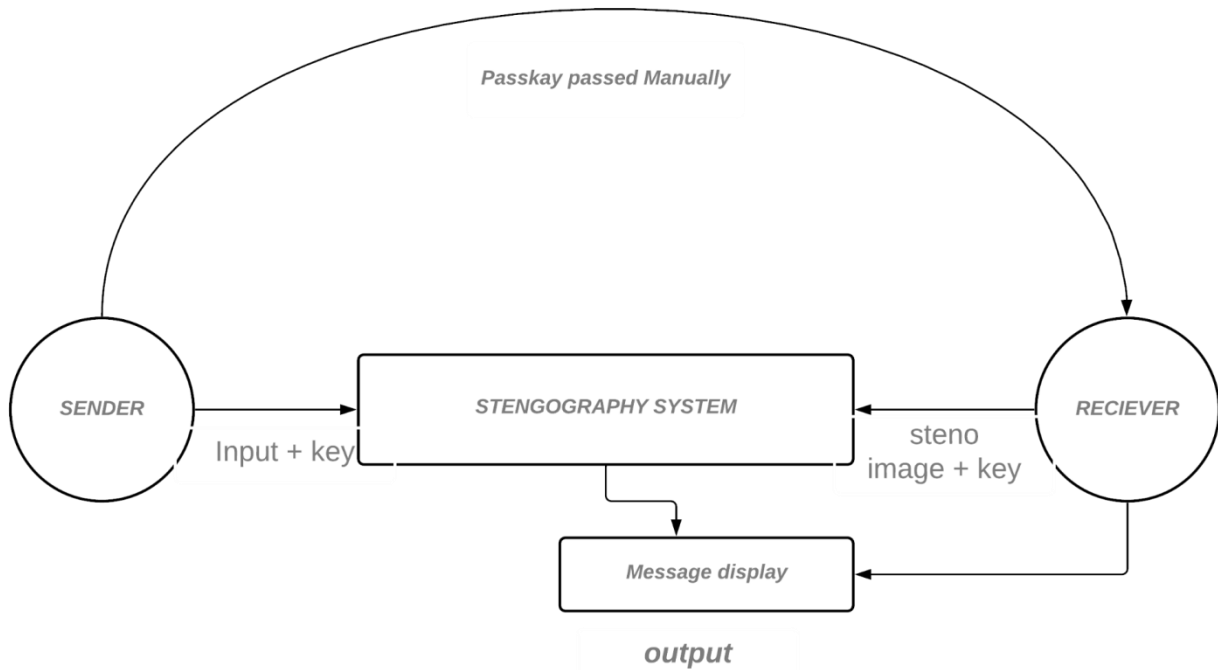 Passkay passed Manually
SENDER
STENGOGRAPHY SYSTEM
RECIEVER
Input + key
steno
image + key
Message display
output